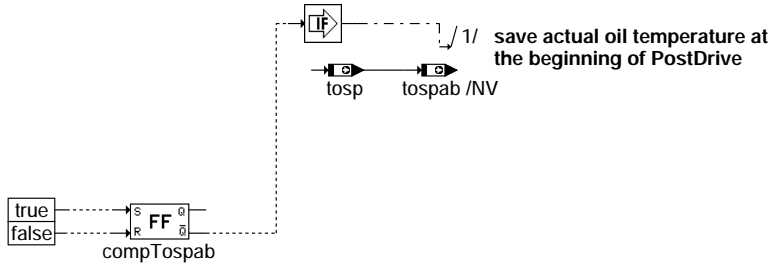 IF
1/
save actual oil temperature at
the beginning of PostDrive
tosp
tospab /NV
true
false
S Q
FF
R Q̅
compTospab